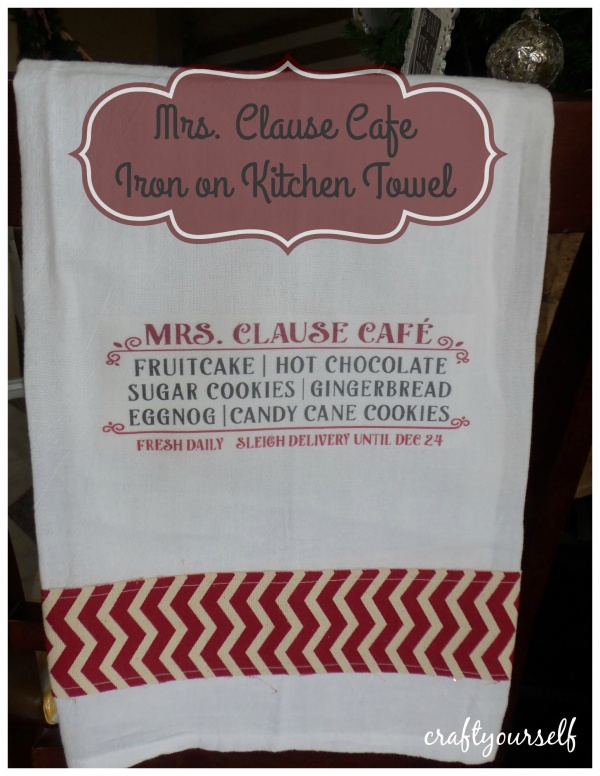 Mrs. Clause Cafe
Iron on Kitchen Towel
MRS. CLAUSE CAFÉ
FRUITCAKE | HOT CHOCOLATE
SUGAR COOKIES | GINGERBREAD
EGGNOG | CANDY CANE COOKIES
FRESH DAILY SLEIGH DELIVERY UNTIL DEC 24
craftyourself